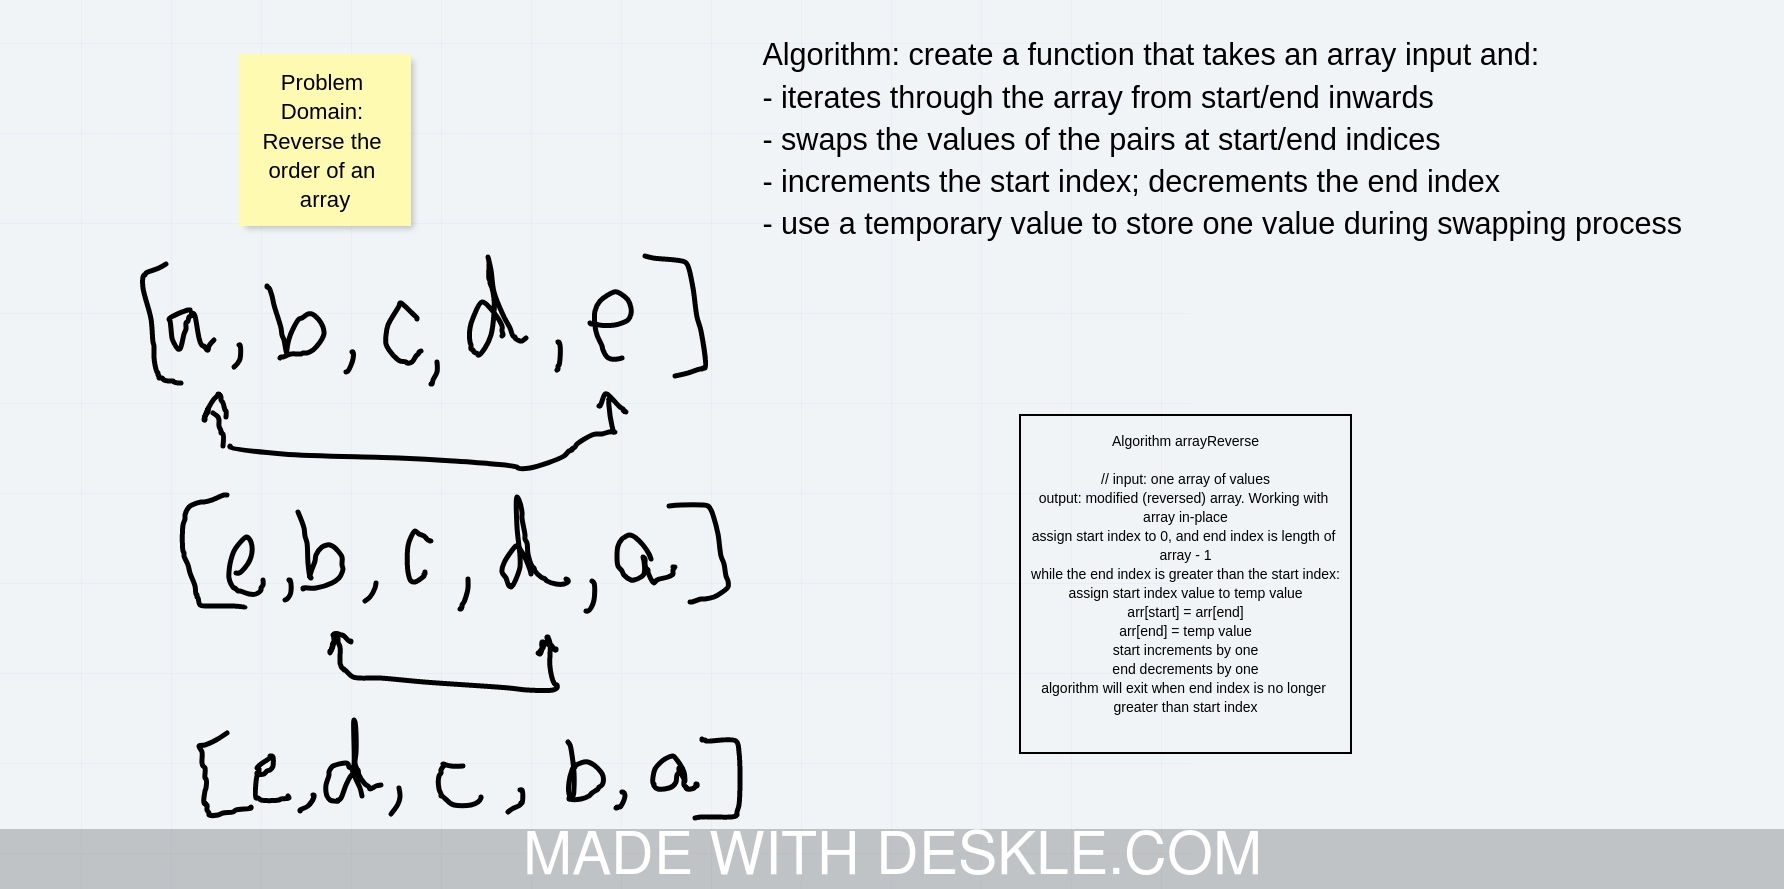 Problem
Domain:
Reverse the
order of an
array
Algorithm: create a function that takes an array input and:
- iterates through the array from start/end inwards
- swaps the values of the pairs at start/end indices
- increments the start index; decrements the end index
- use a temporary value to store one value during swapping process
[a, b, c, d, e]
[e, b, c, d, a]
[e, d, c, b, a]
Algorithm arrayReverse
// input: one array of values
output: modified (reversed) array. Working with
array in-place
assign start index to 0, and end index is length of
array - 1
while the end index is greater than the start index:
assign start index value to temp value
arr[start] = arr[end]
arr[end] = temp value
start increments by one
end decrements by one
algorithm will exit when end index is no longer
greater than start index
MADE WITH DESKLE.COM